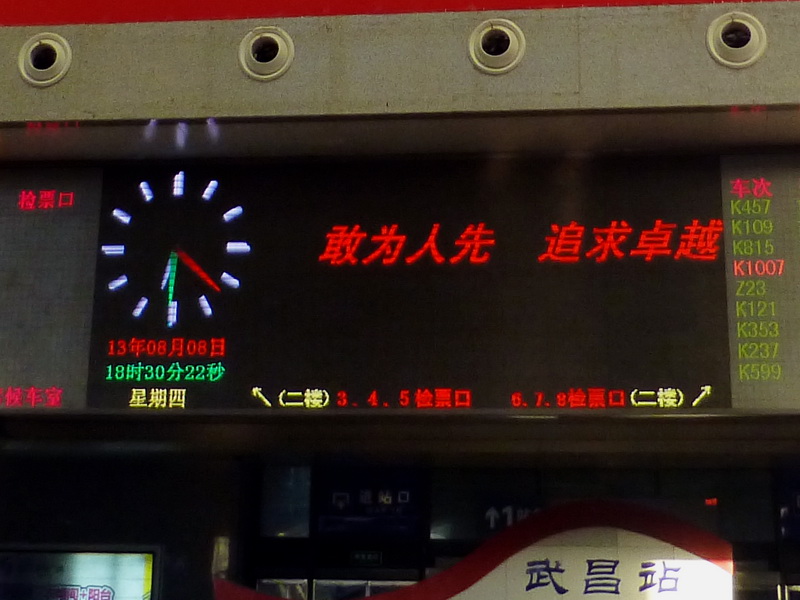 检票口
候车室
13年08月08日
18时30分22秒
星期四
敢为人先 追求卓越
↖(二楼)3、4、5检票口 6.7.8检票口(二楼)↗
车次
K457
K109
K815
K1007
Z23
K121
K353
K237
K599
进站口
↑1
武昌站